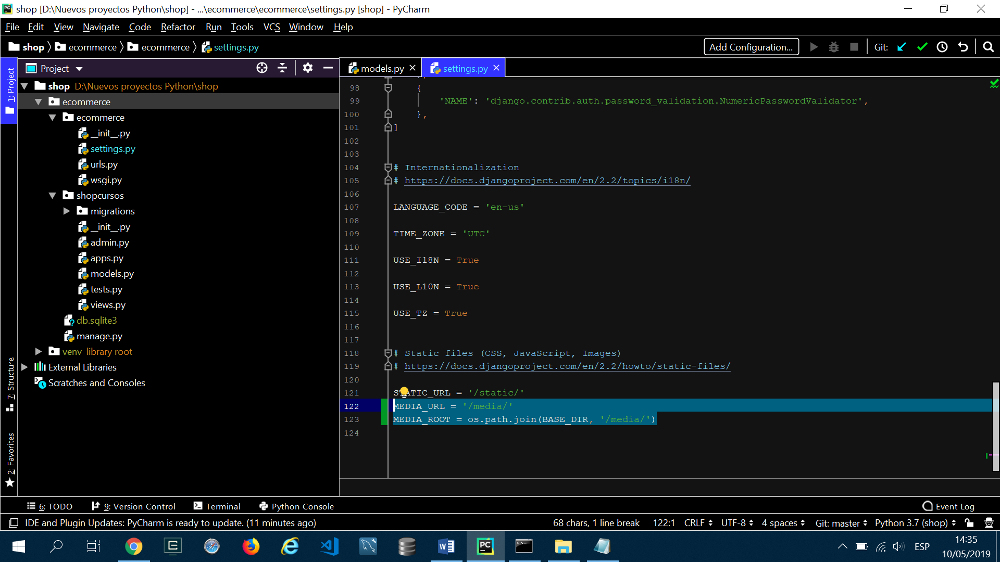 shop [D:\Nuevos proyectos Python\shop] - ...\ecommerce\ecommerce\settings.py [shop] - PyCharm
File Edit View Navigate Code Refactor Run Tools VCS Window Help
shop ecommerce ecommerce settings.py
Add Configuration... Git:
1: Project
7: Structure
2: Favorites
Project
shop D:\Nuevos proyectos Python\shop
ecommerce
ecommerce
__init__.py
settings.py
urls.py
wsgi.py
shopcursos
migrations
__init__.py
admin.py
apps.py
models.py
tests.py
views.py
db.sqlite3
manage.py
venv library root
External Libraries
Scratches and Consoles
models.py settings.py
98 {
99 'NAME': 'django.contrib.auth.password_validation.NumericPasswordValidator',
100 },
101 ]
102
103
104 # Internationalization
105 # https://docs.djangoproject.com/en/2.2/topics/i18n/
106
107 LANGUAGE_CODE = 'en-us'
108
109 TIME_ZONE = 'UTC'
110
111 USE_I18N = True
112
113 USE_L10N = True
114
115 USE_TZ = True
116
117
118 # Static files (CSS, JavaScript, Images)
119 # https://docs.djangoproject.com/en/2.2/howto/static-files/
120
121 STATIC_URL = '/static/'
122 MEDIA_URL = '/media/'
123 MEDIA_ROOT = os.path.join(BASE_DIR, '/media/')
124
6: TODO 9: Version Control Terminal Python Console Event Log
IDE and Plugin Updates: PyCharm is ready to update. (11 minutes ago) 68 chars, 1 line break 122:1 CRLF UTF-8 4 spaces Git: master Python 3.7 (shop)
ESP
14:35
10/05/2019